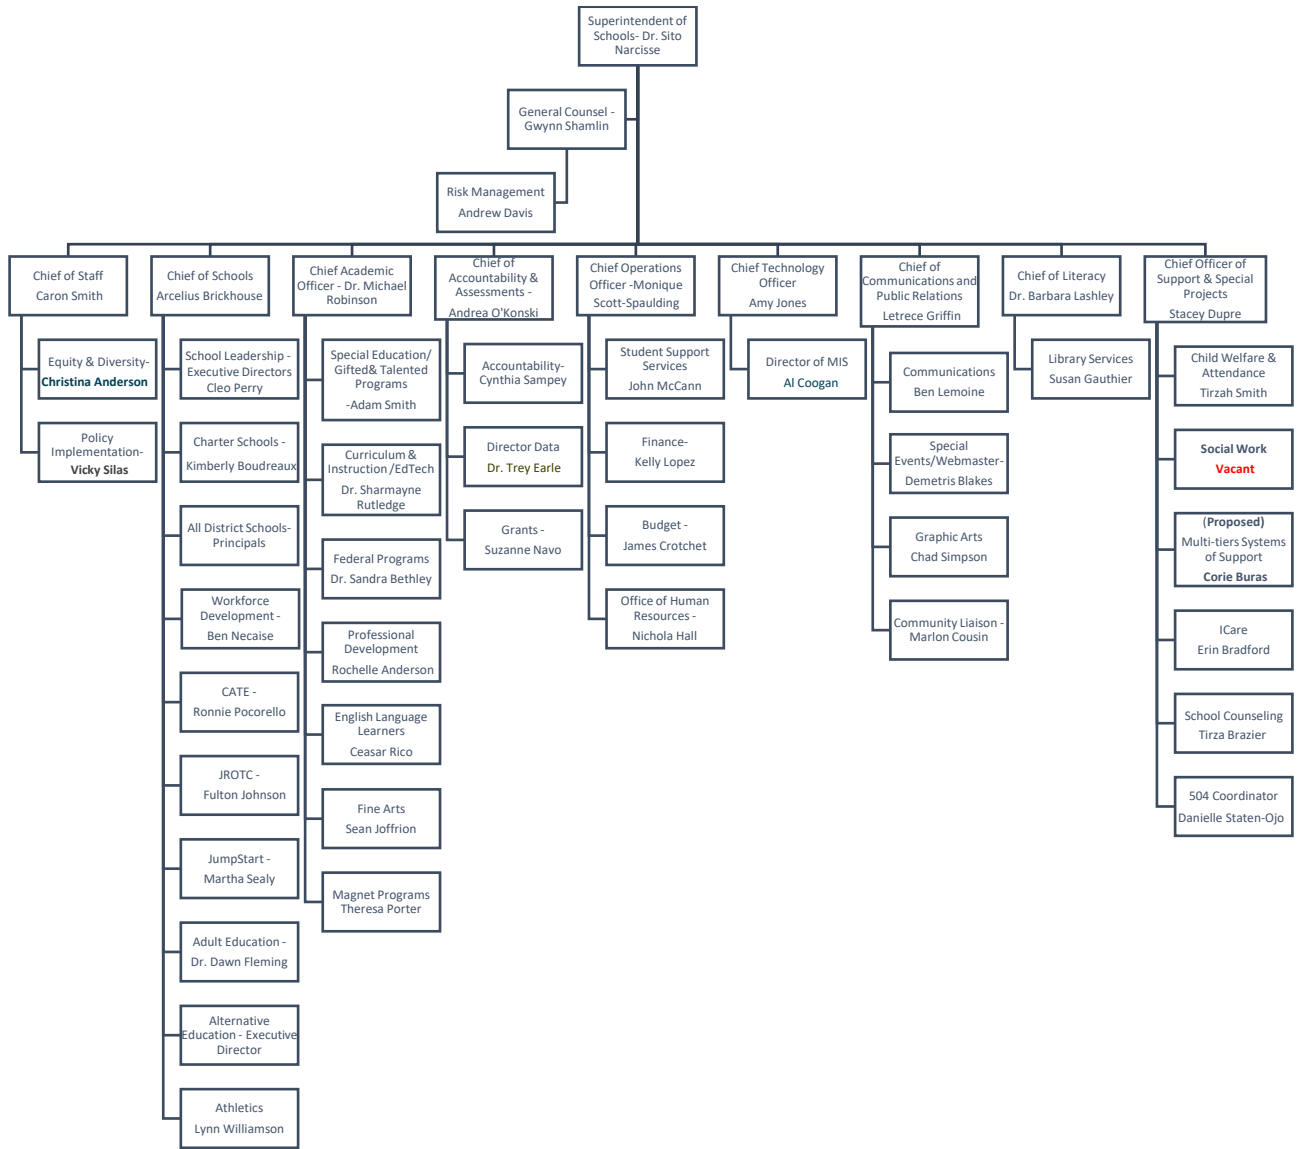 Superintendent of
Schools- Dr. Sito
Narcisse
General Counsel -
Gwynn Shamlin
Risk Management
Andrew Davis
Chief of Staff
Caron Smith
Equity & Diversity-
Christina Anderson
Policy
Implementation-
Vicky Silas
Chief of Schools
Arcelius Brickhouse
School Leadership -
Executive Directors
Cleo Perry
Charter Schools -
Kimberly Boudreaux
All District Schools-
Principals
Workforce
Development -
Ben Necaise
CATE -
Ronnie Pocorello
JROTC -
Fulton Johnson
JumpStart -
Martha Sealy
Adult Education -
Dr. Dawn Fleming
Alternative
Education - Executive
Director
Athletics
Lynn Williamson
Chief Academic
Officer - Dr. Michael
Robinson
Special Education/
Gifted& Talented
Programs
-Adam Smith
Curriculum &
Instruction /EdTech
Dr. Sharmayne
Rutledge
Federal Programs
Dr. Sandra Bethley
Professional
Development
Rochelle Anderson
English Language
Learners
Ceasar Rico
Fine Arts
Sean Joffrion
Magnet Programs
Theresa Porter
Chief of
Accountability &
Assessments -
Andrea O'Konski
Accountability-
Cynthia Sampey
Director Data
Dr. Trey Earle
Grants -
Suzanne Navo
Chief Operations
Officer -Monique
Scott-Spaulding
Student Support
Services
John McCann
Finance-
Kelly Lopez
Budget -
James Crotchet
Office of Human
Resources -
Nichola Hall
Chief Technology
Officer
Amy Jones
Director of MIS
Al Coogan
Chief of
Communications and
Public Relations
Letrece Griffin
Communications
Ben Lemoine
Special
Events/Webmaster-
Demetris Blakes
Graphic Arts
Chad Simpson
Community Liaison -
Marlon Cousin
Chief of Literacy
Dr. Barbara Lashley
Library Services
Susan Gauthier
Chief Officer of
Support & Special
Projects
Stacey Dupre
Child Welfare &
Attendance
Tirzah Smith
Social Work
Vacant
(Proposed)
Multi-tiers Systems
of Support
Corie Buras
ICare
Erin Bradford
School Counseling
Tirza Brazier
504 Coordinator
Danielle Staten-Ojo